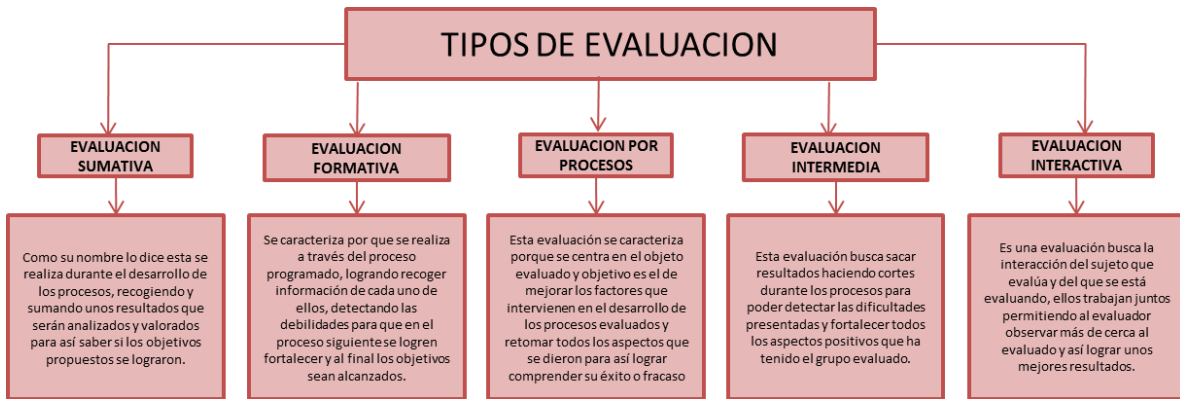 TIPOS DE EVALUACION
EVALUACION
SUMATIVA
Como su nombre lo dice esta se
realiza durante el desarrollo de
los procesos, recogiendo y
sumando unos resultados que
serán analizados y valorados
para así saber si los objetivos
propuestos se lograron.
EVALUACION
FORMATIVA
Se caracteriza por que se realiza
a través del proceso
programado, logrando recoger
información de cada uno de
ellos, detectando las
debilidades para que en el
proceso siguiente se logren
fortalecer y al final los objetivos
sean alcanzados.
EVALUACION POR
PROCESOS
Esta evaluación se caracteriza
porque se centra en el objeto
evaluado y objetivo es el de
mejorar los factores que
intervienen en el desarrollo de
los procesos evaluados y
retomar todos los aspectos que
se dieron para así lograr
comprender su éxito o fracaso
EVALUACION
INTERMEDIA
Esta evaluación busca sacar
resultados haciendo cortes
durante los procesos para
poder detectar las dificultades
presentadas y fortalecer todos
los aspectos positivos que ha
tenido el grupo evaluado.
EVALUACION
INTERACTIVA
Es una evaluación busca la
interacción del sujeto que
evalúa y del que se está
evaluando, ellos trabajan juntos
permitiendo al evaluador
observar más de cerca al
evaluado y así lograr unos
mejores resultados.